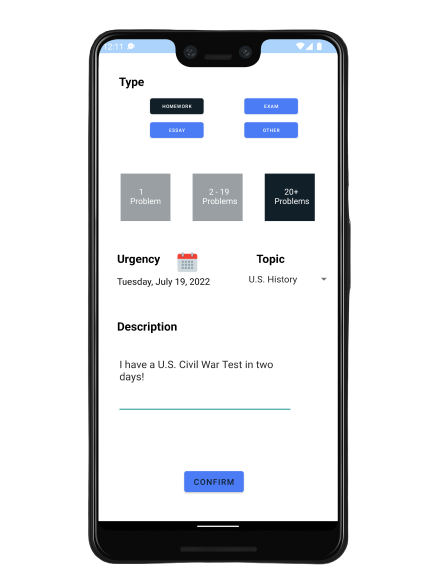 12:11
Type
HOMEWORK
EXAM
ESSAY
OTHER
1
Problem
2 - 19
Problems
20+
Problems
Urgency
Topic
Tuesday, July 19, 2022
U.S. History
Description
I have a U.S. Civil War Test in two
days!
CONFIRM